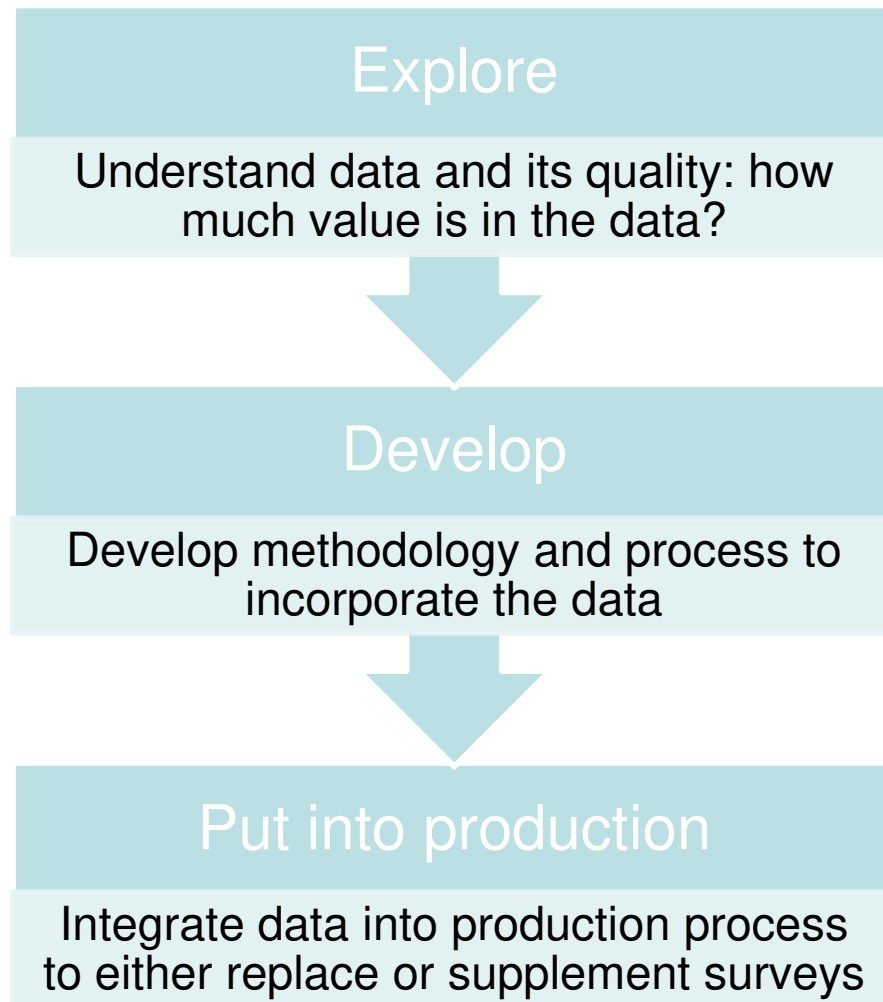 Explore
Understand data and its quality: how
much value is in the data?
Develop
Develop methodology and process to
incorporate the data
Put into production
Integrate data into production process
to either replace or supplement surveys